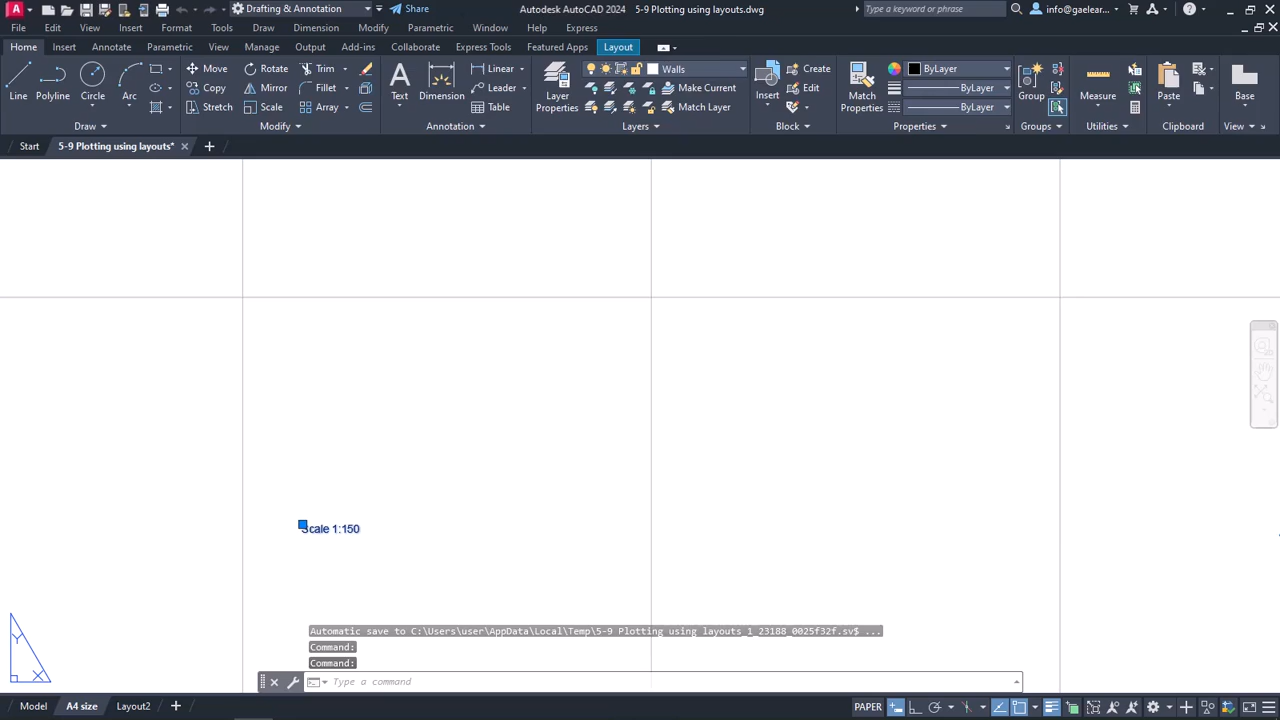 Drafting & Annotation
Share
Autodesk AutoCAD 2024 5-9 Plotting using layouts.dwg
Type a keyword or phrase
info@gaelear...
File Edit View Insert Format Tools Draw Dimension Modify Parametric Window Help Express
Home Insert Annotate Parametric View Manage Output Add-ins Collaborate Express Tools Featured Apps Layout
Line Polyline Circle Arc
Move Rotate Trim
Copy Mirror Fillet
Stretch Scale Array
Text Dimension
Linear
Leader
Table
Layer Properties
Walls
Make Current
Match Layer
Insert
Create
Edit
Match Properties
ByLayer
ByLayer
ByLayer
Group
Measure
Paste
Base
Draw Modify Annotation Layers Block Properties Groups Utilities Clipboard View
Start 5-9 Plotting using layouts*
Scale 1:150
Y
X
Automatic save to C:\Users\user\AppData\Local\Temp\5-9 Plotting using layouts_1_23188_0025f32f.sv$ ...
Command:
Command:
Type a command
Model A4 size Layout2
PAPER